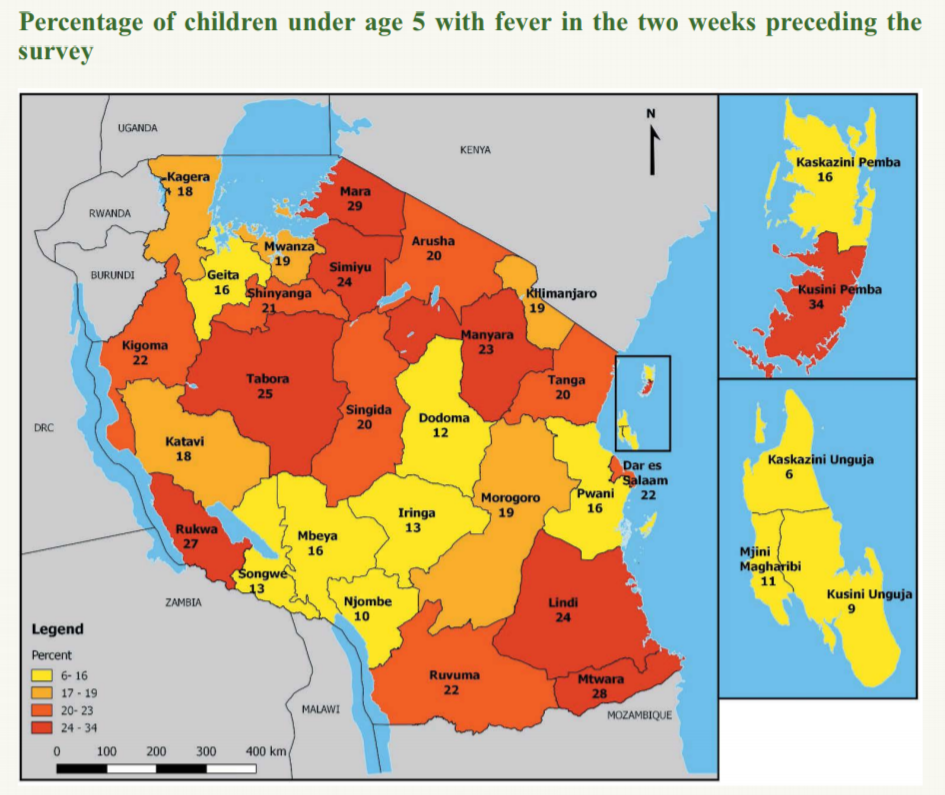 Percentage of children under age 5 with fever in the two weeks preceding the
survey
UGANDA
KENYA
N
RWANDA
BURUNDI
DRC
ZAMBIA
MALAWI
MOZAMBIQUE
Kagera
18
Mara
29
Mwanza
19
Arusha
20
Simiyu
24
Geita
16
Shinyanga
21
Kilimanjaro
19
Kigoma
22
Manyara
23
Tabora
25
Tanga
20
Singida
20
Dodoma
12
Katavi
18
Dar es
Salaam
22
Morogoro
19
Pwani
16
Iringa
13
Rukwa
27
Mbeya
16
Songwe
13
Njombe
10
Lindi
24
Ruvuma
22
Mtwara
28
Kaskazini Pemba
16
Kusini Pemba
34
Kaskazini Unguja
6
Mjini
Magharibi
11
Kusini Unguja
9
Legend
Percent
6- 16
17 - 19
20- 23
24 - 34
0 100 200 300 400 km